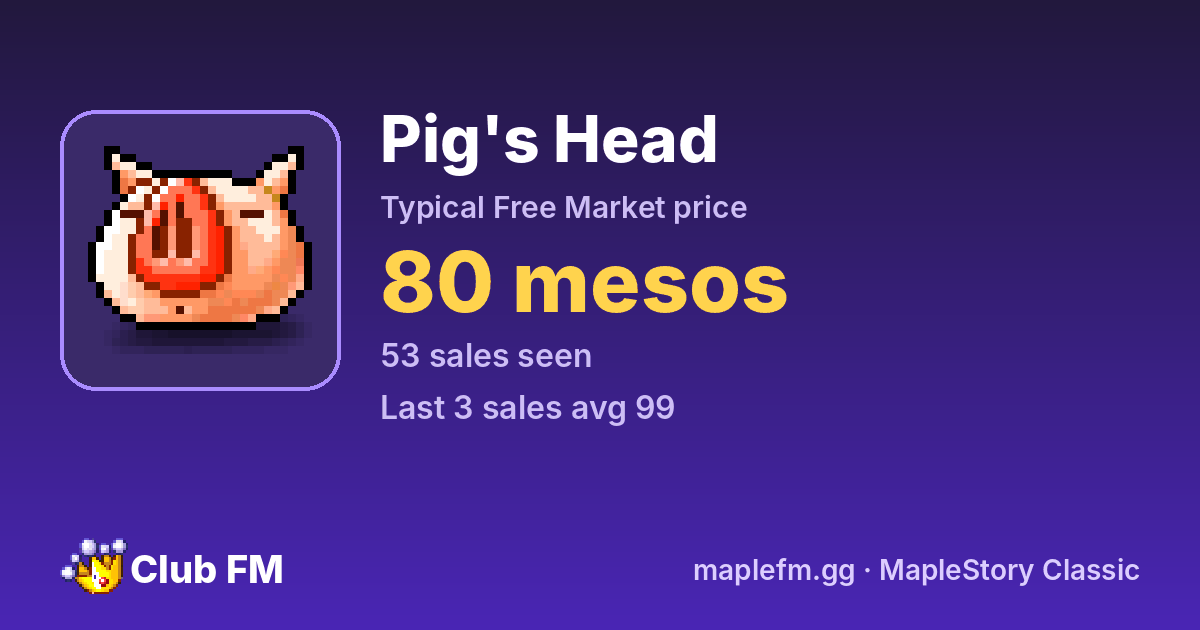 Pig's Head
Typical Free Market price
80 mesos
53 sales seen
Last 3 sales avg 99
Club FM
maplefm.gg · MapleStory Classic